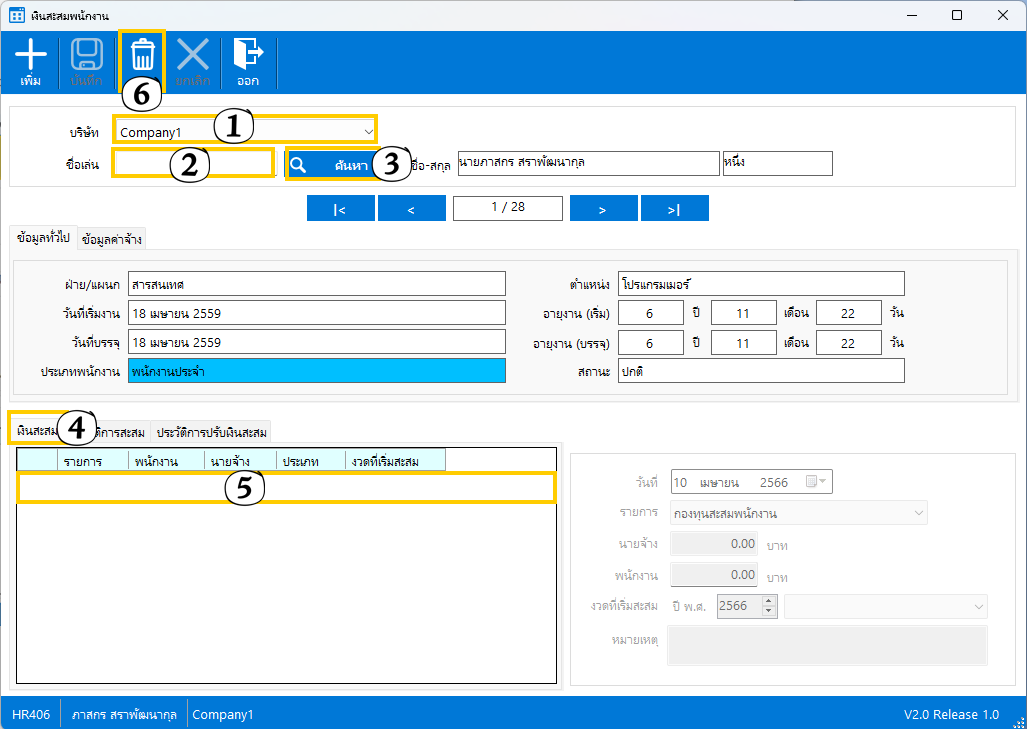 เงินสะสมพนักงาน
เพิ่ม บันทึก ยกเลิก ออก
6
บริษัท Company1 1
ชื่อเล่น 2 ค้นหา 3 ชื่อ-สกุล นายภาสกร สราพัฒนากุล หนึ่ง
|< < 1 / 28 > >|
ข้อมูลทั่วไป ข้อมูลค่าจ้าง
ฝ่าย/แผนก สารสนเทศ ตำแหน่ง โปรแกรมเมอร์
วันที่เริ่มงาน 18 เมษายน 2559 อายุงาน (เริ่ม) 6 ปี 11 เดือน 22 วัน
วันที่บรรจุ 18 เมษายน 2559 อายุงาน (บรรจุ) 6 ปี 11 เดือน 22 วัน
ประเภทพนักงาน พนักงานประจำ สถานะ ปกติ
เงินสะสม 4 ติการสะสม ประวัติการปรับเงินสะสม
รายการ พนักงาน นายจ้าง ประเภท งวดที่เริ่มสะสม
5
วันที่ 10 เมษายน 2566
รายการ กองทุนสะสมพนักงาน
นายจ้าง 0.00 บาท
พนักงาน 0.00 บาท
งวดที่เริ่มสะสม ปี พ.ศ. 2566
หมายเหตุ
HR406 ภาสกร สราพัฒนากุล Company1 V2.0 Release 1.0